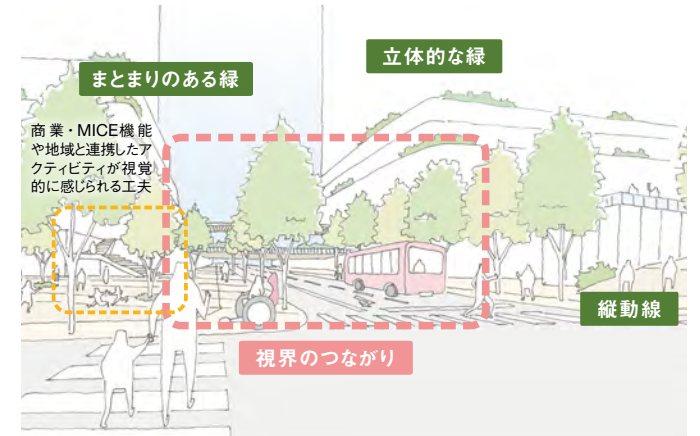 立体的な緑
まとまりのある緑
商業・MICE機能
や地域と連携したア
クティビティが視覚
的に感じられる工夫
縦動線
視界のつながり